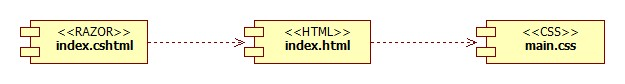 <<RAZOR>>
index.cshtml
<<HTML>>
index.html
<<CSS>>
main.css